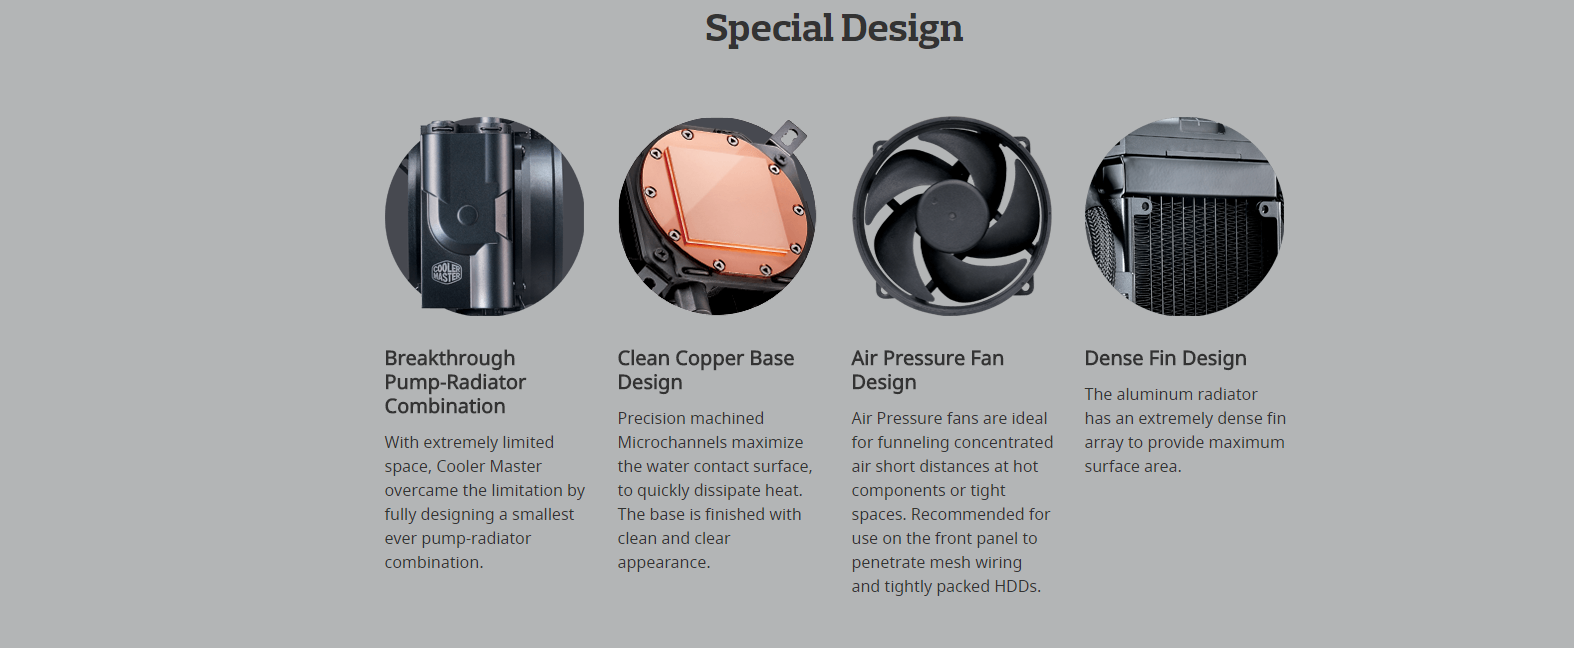 Special Design
COOLER
MASTER
Breakthrough
Pump-Radiator
Combination
With extremely limited
space, Cooler Master
overcame the limitation by
fully designing a smallest
ever pump-radiator
combination.
Clean Copper Base
Design
Precision machined
Microchannels maximize
the water contact surface,
to quickly dissipate heat.
The base is finished with
clean and clear
appearance.
Air Pressure Fan
Design
Air Pressure fans are ideal
for funneling concentrated
air short distances at hot
components or tight
spaces. Recommended for
use on the front panel to
penetrate mesh wiring
and tightly packed HDDs.
Dense Fin Design
The aluminum radiator
has an extremely dense fin
array to provide maximum
surface area.